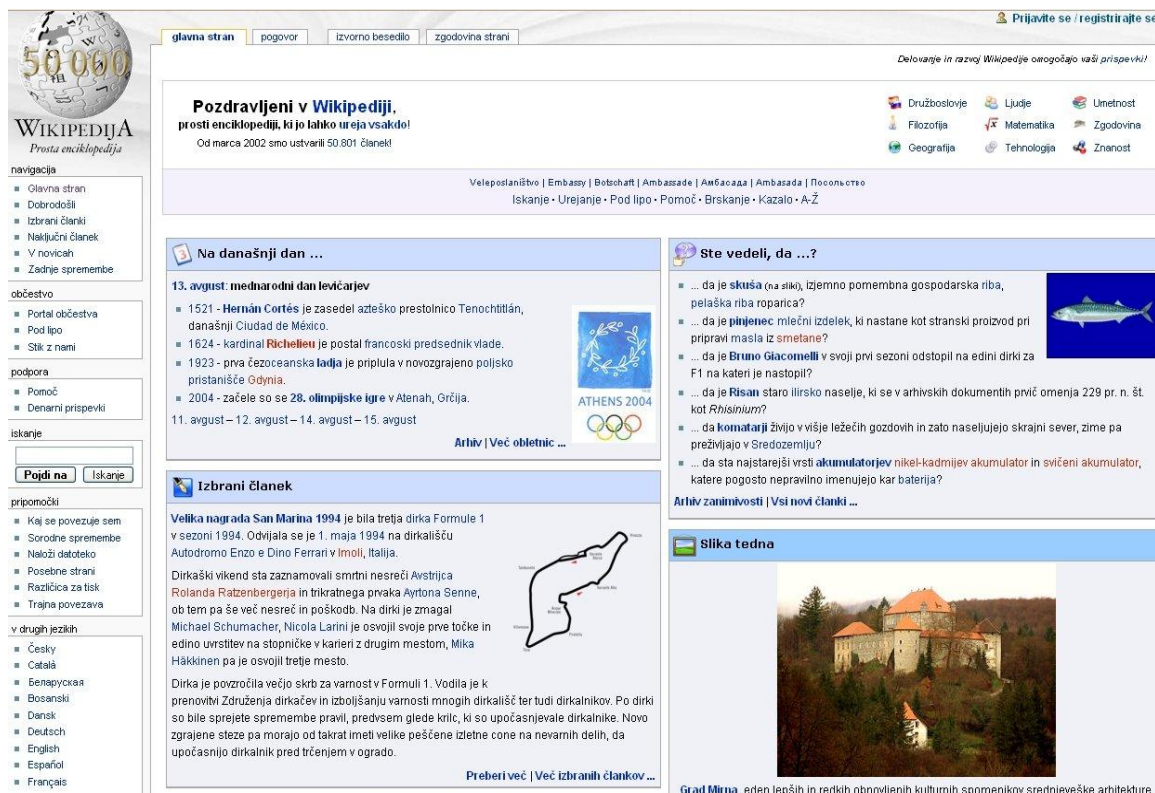 50 000
WIKIPEDIJA
Prosta enciklopedija
navigacija
Glavna stran
Dobrodošli
Izbrani članki
Naključni članek
V novicah
Zadnje spremembe
občestvo
Portal občestva
Pod lipo
Stik z nami
podpora
Pomoč
Denarni prispevki
iskanje
Pojdi na Iskanje
pripomočki
Kaj se povezuje sem
Sorodne spremembe
Naloži datoteko
Posebne strani
Različica za tisk
Trajna povezava
v drugih jezikih
Česky
Català
Беларуская
Bosanski
Dansk
Deutsch
English
Español
Français
Prijavite se / registrirajte se
glavna stran pogovor izvorno besedilo zgodovina strani
Delovanje in razvoj Wikipedije omogočajo vaši prispevki!
Pozdravljeni v Wikipediji,
prosti enciklopediji, ki jo lahko ureja vsakdo!
Od marca 2002 smo ustvarili 50.801 članek!
Družboslovje Ljudje Umetnost
Filozofija Matematika Zgodovina
Geografija Tehnologija Znanost
Veleposlaništvo | Embassy | Botschaft | Ambassade | Амбасада | Ambasada | Посольство
Iskanje · Urejanje · Pod lipo · Pomoč · Brskanje · Kazalo · A-Ž
Na današnji dan ...
13. avgust: mednarodni dan levičarjev
1521 - Hernán Cortés je zasedel azteško prestolnico Tenochtitlán,
današnji Ciudad de México.
1624 - kardinal Richelieu je postal francoski predsednik vlade.
1923 - prva čezoceanska ladja je priplula v novozgrajeno poljsko
pristanišče Gdynia.
2004 - začele so se 28. olimpijske igre v Atenah, Grčija.
11. avgust – 12. avgust – 14. avgust – 15. avgust
Arhiv | Več obletnic ...
ATHENS 2004
Izbrani članek
Velika nagrada San Marina 1994 je bila tretja dirka Formule 1
v sezoni 1994. Odvijala se je 1. maja 1994 na dirkališču
Autodromo Enzo e Dino Ferrari v Imoli, Italija.
Dirkaški vikend sta zaznamovali smrtni nesreči Avstrijca
Rolanda Ratzenbergerja in trikratnega prvaka Ayrtona Senne,
ob tem pa še več nesreč in poškodb. Na dirki je zmagal
Michael Schumacher, Nicola Larini je osvojil svoje prve točke in
edino uvrstitev na stopničke v karieri z drugim mestom, Mika
Häkkinen pa je osvojil tretje mesto.
Dirka je povzročila večjo skrb za varnost v Formuli 1. Vodila je k
prenovitvi Združenja dirkačev in izboljšanju varnosti mnogih dirkališč ter tudi dirkalnikov. Po dirki
so bile sprejete spremembe pravil, predvsem glede krilc, ki so upočasnjevale dirkalnike. Novo
zgrajene steze pa morajo od takrat imeti velike peščene izletne cone na nevarnih delih, da
upočasnijo dirkalnik pred trčenjem v ogrado.
Preberi več | Več izbranih člankov ...
Ste vedeli, da ...?
... da je skuša (na sliki), izjemno pomembna gospodarska riba,
pelaška riba roparica?
... da je pinjenec mlečni izdelek, ki nastane kot stranski proizvod pri
pripravi masla iz smetane?
... da je Bruno Giacomelli v svoji prvi sezoni odstopil na edini dirki za
F1 na kateri je nastopil?
... da je Risan staro ilirsko naselje, ki se v arhivskih dokumentih prvič omenja 229 pr. n. št.
kot Rhisinium?
... da komatarji živijo v višje ležečih gozdovih in zato naseljujejo skrajni sever, zime pa
preživljajo v Sredozemlju?
... da sta najstarejši vrsti akumulatorjev nikel-kadmijev akumulator in svičeni akumulator,
katere pogosto nepravilno imenujejo kar baterija?
Arhiv zanimivosti | Vsi novi članki ...
Slika tedna
Grad Mirna, eden lepših in redkih obnovljenih kulturnih spomenikov srednjeveške arhitekture